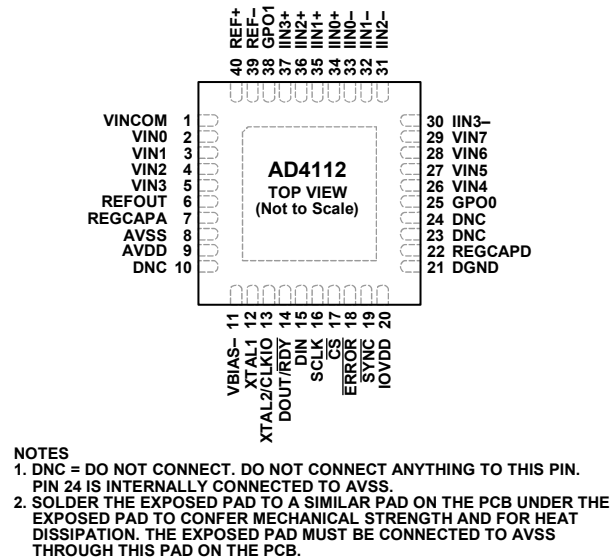 40 REF+
39 REF–
38 GPO1
37 IIN3+
36 IIN2+
35 IIN1+
34 IIN0+
33 IIN0–
32 IIN1–
31 IIN2–
VINCOM 1
VIN0 2
VIN1 3
VIN2 4
VIN3 5
REFOUT 6
REGCAPA 7
AVSS 8
AVDD 9
DNC 10
AD4112
TOP VIEW
(Not to Scale)
30 IIN3–
29 VIN7
28 VIN6
27 VIN5
26 VIN4
25 GPO0
24 DNC
23 DNC
22 REGCAPD
21 DGND
VBIAS– 11
XTAL1 12
XTAL2/CLKIO 13
DOUT/RDY 14
DIN 15
SCLK 16
CS 17
ERROR 18
SYNC 19
IOVDD 20
NOTES
1. DNC = DO NOT CONNECT. DO NOT CONNECT ANYTHING TO THIS PIN.
PIN 24 IS INTERNALLY CONNECTED TO AVSS.
2. SOLDER THE EXPOSED PAD TO A SIMILAR PAD ON THE PCB UNDER THE
EXPOSED PAD TO CONFER MECHANICAL STRENGTH AND FOR HEAT
DISSIPATION. THE EXPOSED PAD MUST BE CONNECTED TO AVSS
THROUGH THIS PAD ON THE PCB.